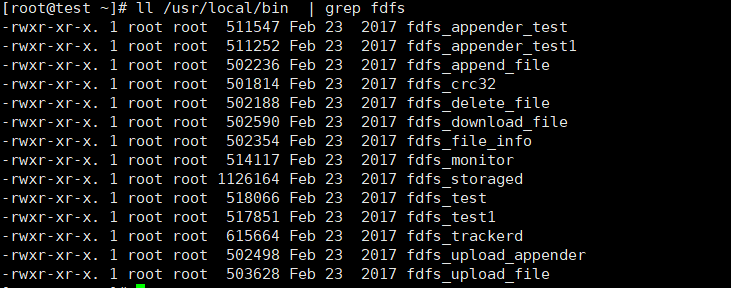 [root@test ~]# ll /usr/local/bin  | grep fdfs
-rwxr-xr-x. 1 root root  511547 Feb 23  2017 fdfs_appender_test
-rwxr-xr-x. 1 root root  511252 Feb 23  2017 fdfs_appender_test1
-rwxr-xr-x. 1 root root  502236 Feb 23  2017 fdfs_append_file
-rwxr-xr-x. 1 root root  501814 Feb 23  2017 fdfs_crc32
-rwxr-xr-x. 1 root root  502188 Feb 23  2017 fdfs_delete_file
-rwxr-xr-x. 1 root root  502590 Feb 23  2017 fdfs_download_file
-rwxr-xr-x. 1 root root  502354 Feb 23  2017 fdfs_file_info
-rwxr-xr-x. 1 root root  514117 Feb 23  2017 fdfs_monitor
-rwxr-xr-x. 1 root root 1126164 Feb 23  2017 fdfs_storaged
-rwxr-xr-x. 1 root root  518066 Feb 23  2017 fdfs_test
-rwxr-xr-x. 1 root root  517851 Feb 23  2017 fdfs_test1
-rwxr-xr-x. 1 root root  615664 Feb 23  2017 fdfs_trackerd
-rwxr-xr-x. 1 root root  502498 Feb 23  2017 fdfs_upload_appender
-rwxr-xr-x. 1 root root  503628 Feb 23  2017 fdfs_upload_file